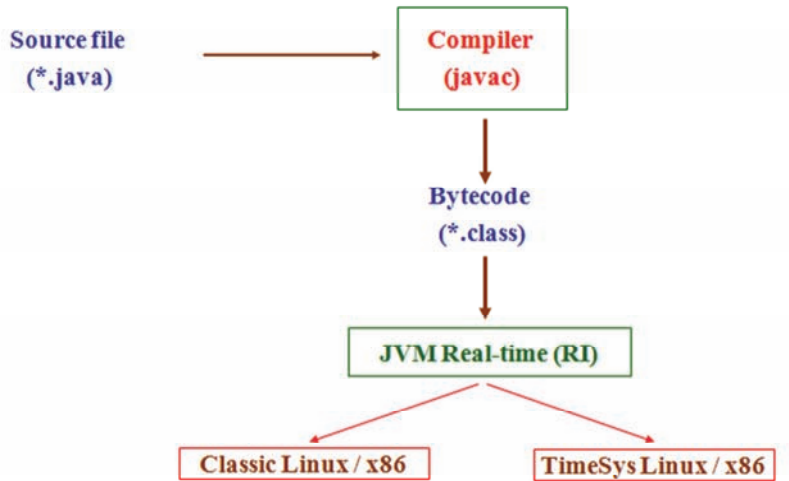 Source file
(*.java)
Compiler
(javac)
Bytecode
(*.class)
JVM Real-time (RI)
Classic Linux / x86
TimeSys Linux / x86